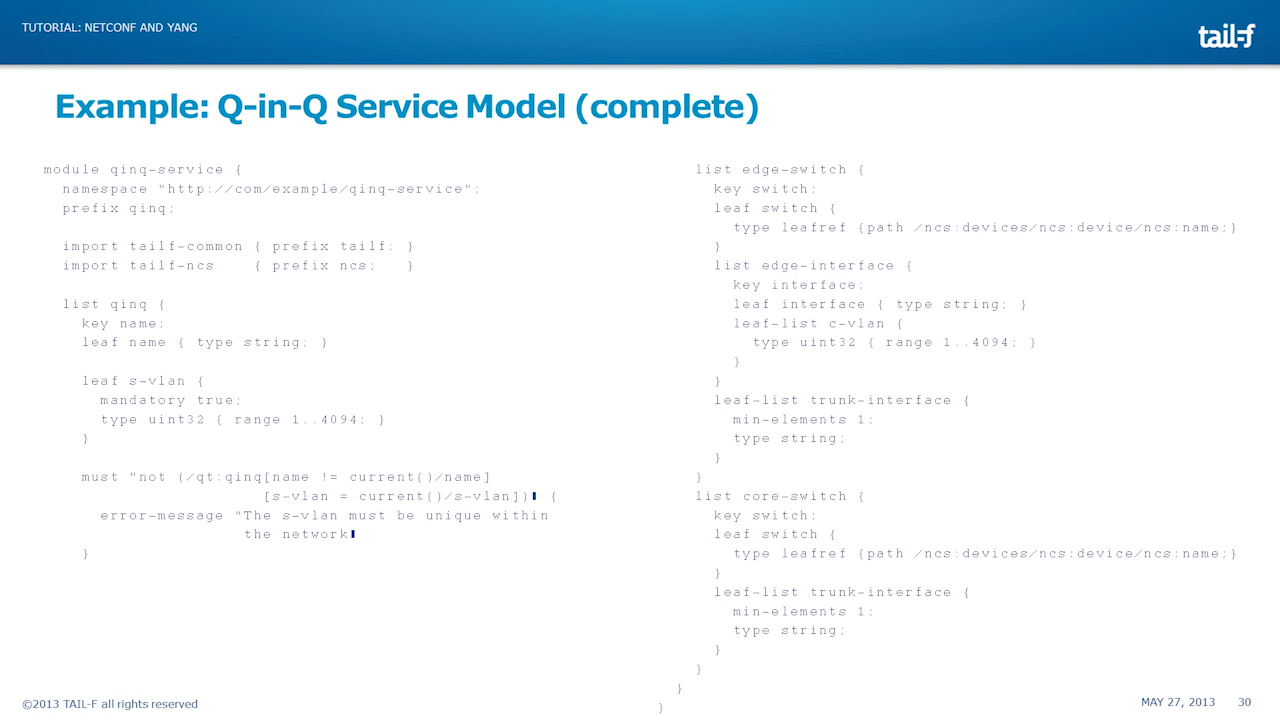 TUTORIAL: NETCONF AND YANG
tail-f
Example: Q-in-Q Service Model (complete)
module qinq-service {
namespace "http://com/example/qinq-service";
prefix qinq;
import tailf-common { prefix tailf; }
import tailf-ncs { prefix ncs; }
list qinq {
key name;
leaf name { type string; }
leaf s-vlan {
mandatory true;
type uint32 { range 1..4094; }
}
must "not (/qt:qinq[name != current()/name]
[s-vlan = current()/s-vlan])▮ {
error-message "The s-vlan must be unique within
the network▮
}
list edge-switch {
key switch;
leaf switch {
type leafref {path /ncs:devices/ncs:device/ncs:name;}
}
list edge-interface {
key interface;
leaf interface { type string; }
leaf-list c-vlan {
type uint32 { range 1..4094; }
}
}
leaf-list trunk-interface {
min-elements 1;
type string;
}
}
list core-switch {
key switch;
leaf switch {
type leafref {path /ncs:devices/ncs:device/ncs:name;}
}
leaf-list trunk-interface {
min-elements 1;
type string;
}
}
}
}
©2013 TAIL-F all rights reserved
MAY 27, 2013 30